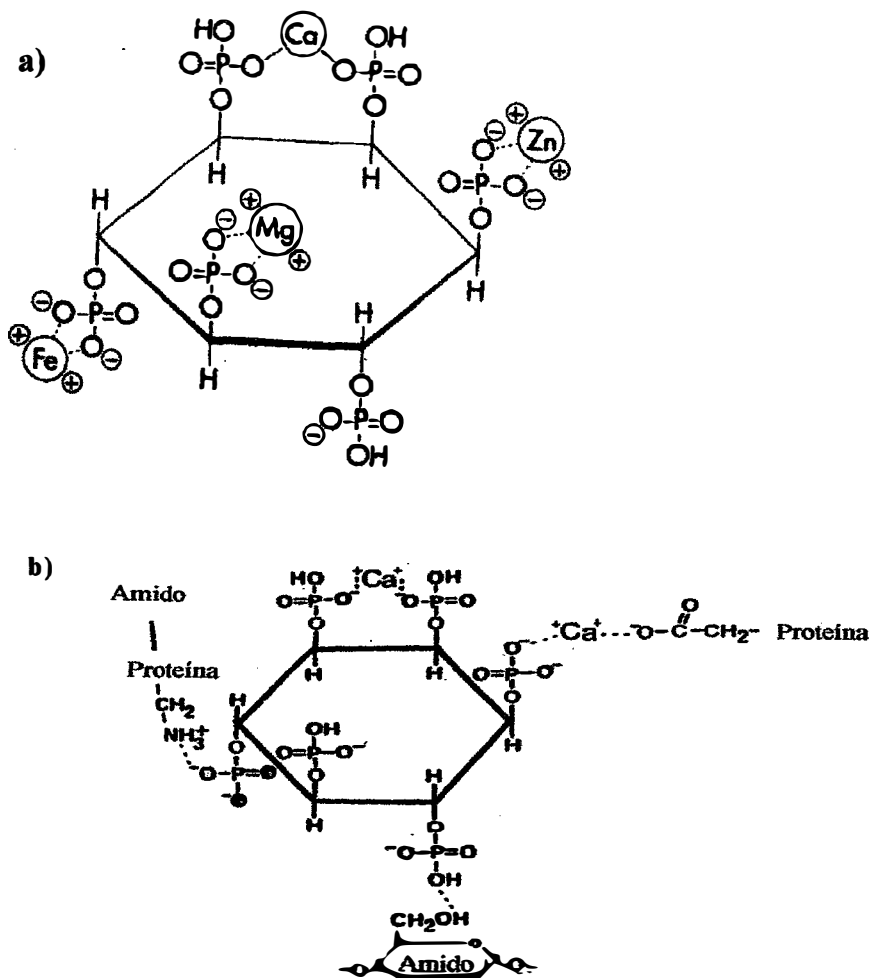 HO Ca OH
a) O=P-O O-P=O
O O
⊕ Zn ⊕
⊖ O
H H O=P-O ⊖
H O
⊕ Mg ⊕
⊖ O
O O=P-O ⊖ H
⊖ O-P=O O H
⊕ Fe ⊕ O ⊖
H O
⊖ O-P=O
OH
b)
Amido OH +Ca+ OH
HO
O=P-O- -O-P=O
O O
O- +Ca+ -O-C-CH2- Proteína
O
Proteína H H O=P-O-
CH2 H O
NH3+ O OH H
-O-P=O O=P-O-
-O O H
H O
-O-P=O
OH
CH2OH
O
-O Amido O-